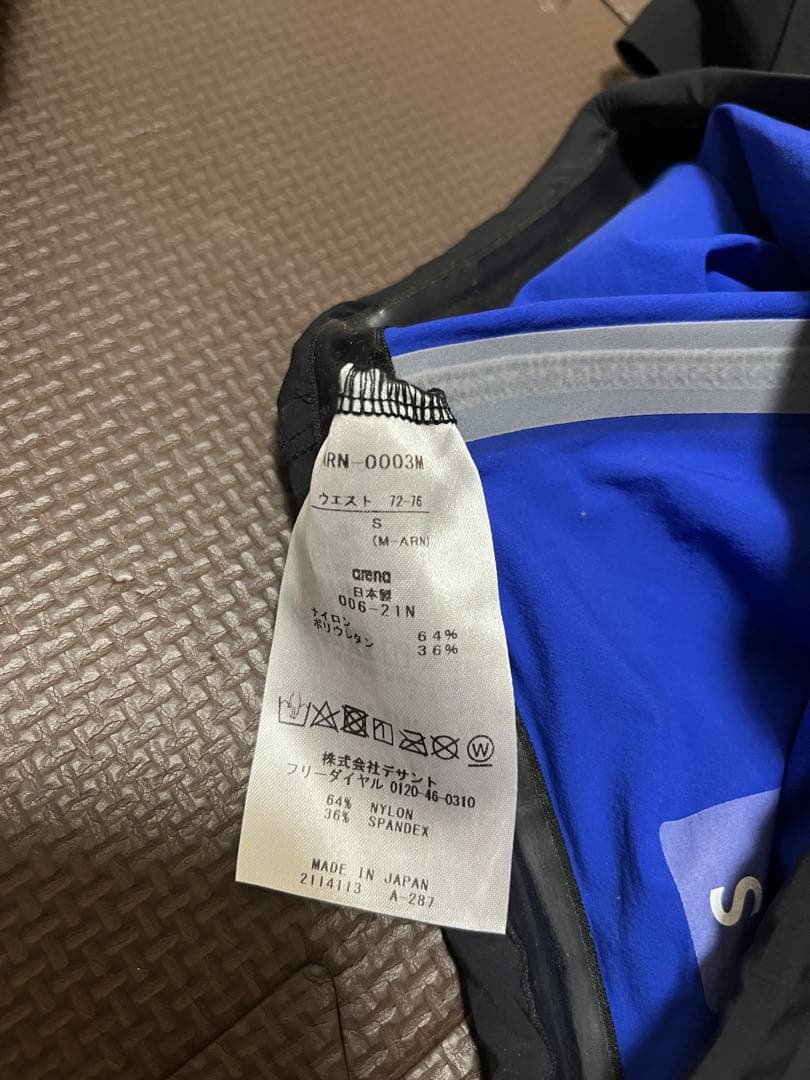 ARN-0003M
ウエスト 72-76
S
(M-ARN)
arena
日本製
006-21N
ナイロン 64%
ポリウレタン 36%
W
株式会社デサント
フリーダイヤル 0120-46-0310
64% NYLON
36% SPANDEX
MADE IN JAPAN
2114113 A-287
S